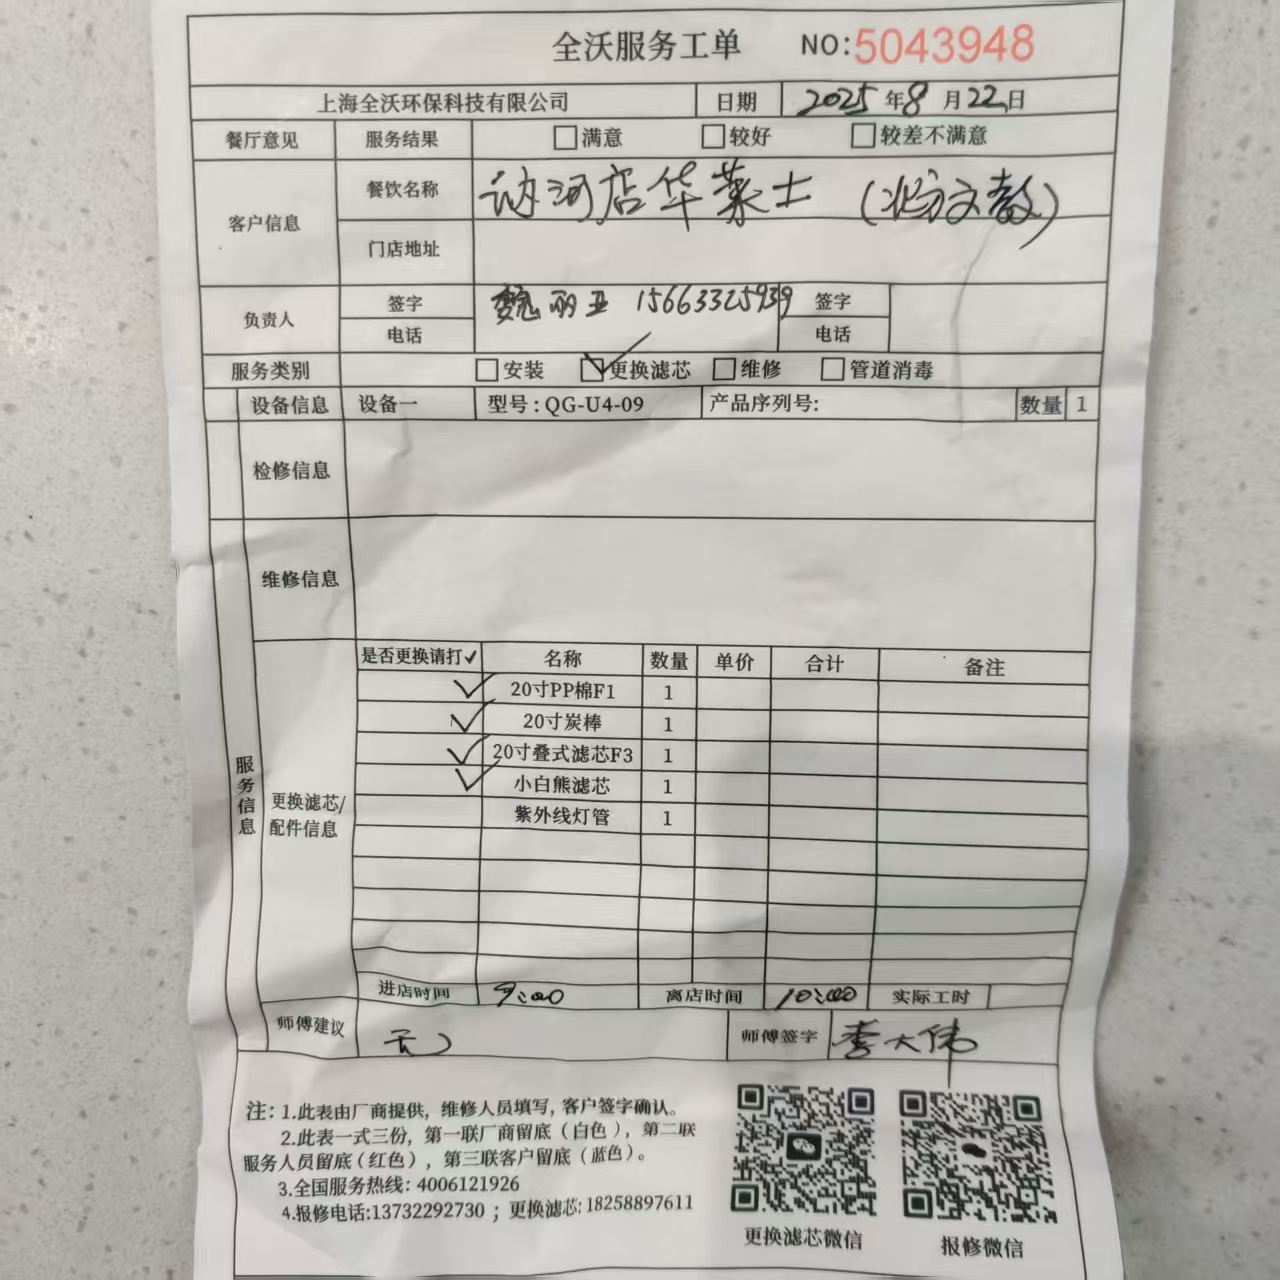 全沃服务工单 NO:5043948
上海全沃环保科技有限公司 日期 2025年8月22日
餐厅意见 服务结果 □满意 □较好 □较差不满意
客户信息 餐饮名称 讷河店华莱士
门店地址
负责人 签字 魏丽亚 15663325939 签字
电话 电话
服务类别 □安装 ☑更换滤芯 □维修 □管道消毒
设备信息 设备一 型号:QG-U4-09 产品序列号: 数量 1
检修信息
维修信息
服务信息
更换滤芯/
配件信息
是否更换请打✓ 名称 数量 单价 合计 备注
✓ 20寸PP棉F1 1
✓ 20寸炭棒 1
✓ 20寸叠式滤芯F3 1
✓ 小白熊滤芯 1
紫外线灯管 1
进店时间 9:00 离店时间 10:00 实际工时
师傅建议 无 师傅签字 李大伟
注: 1.此表由厂商提供，维修人员填写，客户签字确认。
2.此表一式三份，第一联厂商留底（白色），第二联
服务人员留底（红色），第三联客户留底（蓝色）。
3.全国服务热线: 4006121926
4.报修电话:13732292730 ；更换滤芯: 18258897611
更换滤芯微信 报修微信